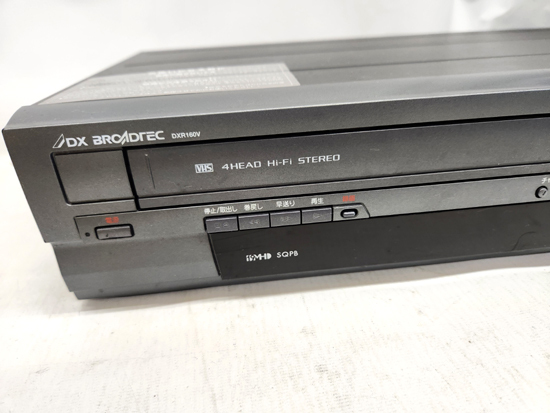 DX BROADTEC DXR160V
VHS 4HEAD Hi-Fi STEREO
停止/取出し 巻戻し 早送り 再生
SQPB